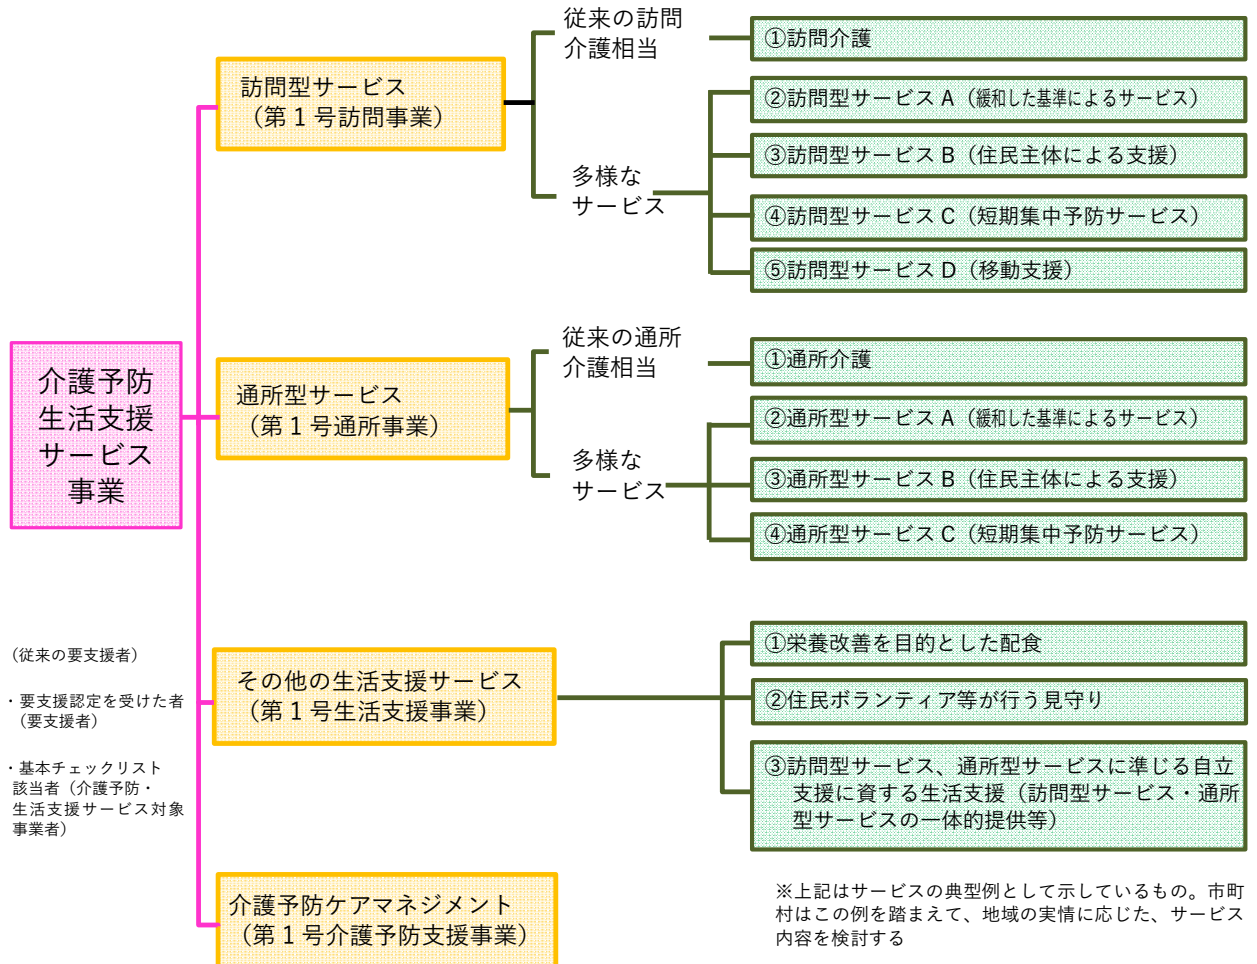 介護予防
生活支援
サービス
事業
(従来の要支援者)
・要支援認定を受けた者
（要支援者）
・基本チェックリスト
該当者（介護予防・
生活支援サービス対象
事業者）
訪問型サービス
（第１号訪問事業）
従来の訪問
介護相当
①訪問介護
多様な
サービス
②訪問型サービス A（緩和した基準によるサービス）
③訪問型サービス B（住民主体による支援）
④訪問型サービス C（短期集中予防サービス）
⑤訪問型サービス D（移動支援）
通所型サービス
（第１号通所事業）
従来の通所
介護相当
①通所介護
多様な
サービス
②通所型サービス A（緩和した基準によるサービス）
③通所型サービス B（住民主体による支援）
④通所型サービス C（短期集中予防サービス）
その他の生活支援サービス
（第１号生活支援事業）
①栄養改善を目的とした配食
②住民ボランティア等が行う見守り
③訪問型サービス、通所型サービスに準じる自立
支援に資する生活支援（訪問型サービス・通所
型サービスの一体的提供等）
介護予防ケアマネジメント
（第１号介護予防支援事業）
※上記はサービスの典型例として示しているもの。市町
村はこの例を踏まえて、地域の実情に応じた、サービス
内容を検討する